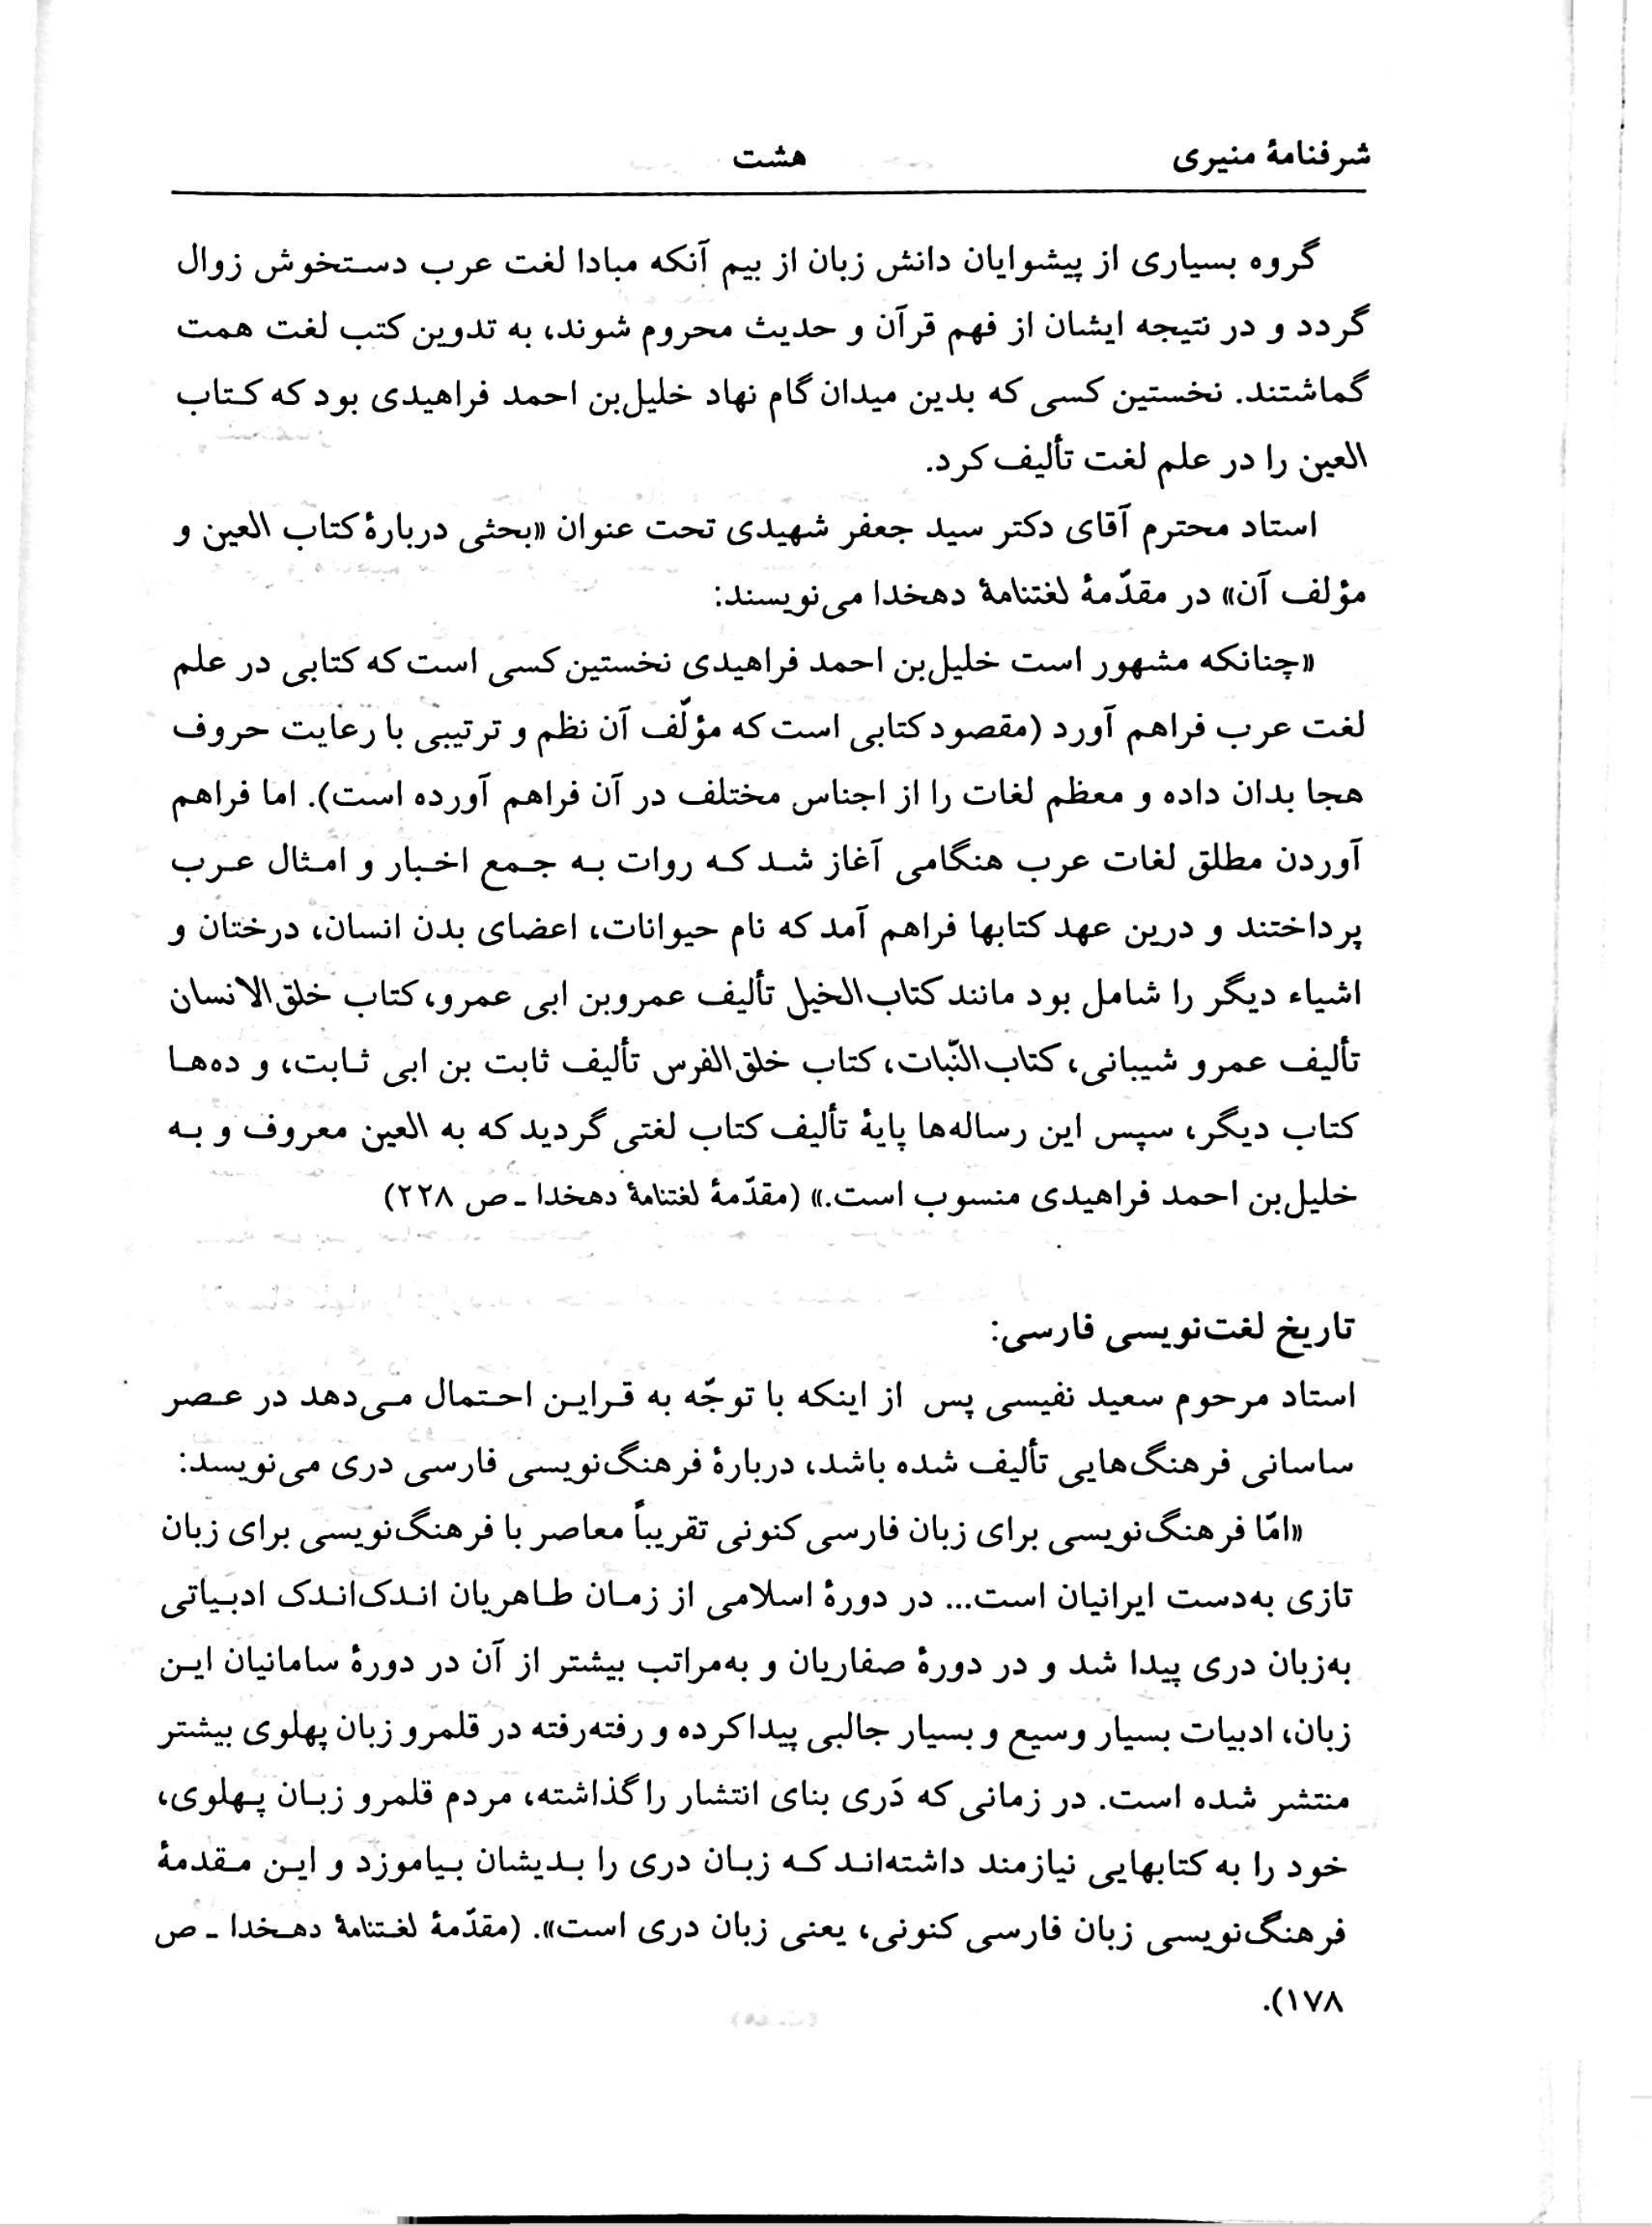 شرفنامهٔ منیری
هشت
گروه بسیاری از پیشوایان دانش زبان از بیم آنکه مبادا لغت عرب دستخوش زوال
گردد و در نتیجه ایشان از فهم قرآن و حدیث محروم شوند، به تدوین کتب لغت همت
گماشتند. نخستین کسی که بدین میدان گام نهاد خلیل‌بن احمد فراهیدی بود که کتاب
العین را در علم لغت تألیف کرد.
استاد محترم آقای دکتر سید جعفر شهیدی تحت عنوان «بحثی دربارهٔ کتاب العین و
مؤلف آن» در مقدّمهٔ لغتنامهٔ دهخدا می‌نویسند:
«چنانکه مشهور است خلیل‌بن احمد فراهیدی نخستین کسی است که کتابی در علم
لغت عرب فراهم آورد (مقصود کتابی است که مؤلّف آن نظم و ترتیبی با رعایت حروف
هجا بدان داده و معظم لغات را از اجناس مختلف در آن فراهم آورده است). اما فراهم
آوردن مطلق لغات عرب هنگامی آغاز شد که روات به جمع اخبار و امثال عرب
پرداختند و درین عهد کتابها فراهم آمد که نام حیوانات، اعضای بدن انسان، درختان و
اشیاء دیگر را شامل بود مانند کتاب‌الخیل تألیف عمروبن ابی عمرو، کتاب خلق‌الانسان
تألیف عمرو شیبانی، کتاب‌النّبات، کتاب خلق‌الفرس تألیف ثابت بن ابی ثابت، و ده‌ها
کتاب دیگر، سپس این رساله‌ها پایهٔ تألیف کتاب لغتی گردید که به العین معروف و به
خلیل‌بن احمد فراهیدی منسوب است.» (مقدّمهٔ لغتنامهٔ دهخدا ـ ص ۲۲۸)
تاریخ لغت‌نویسی فارسی:
استاد مرحوم سعید نفیسی پس از اینکه با توجّه به قراین احتمال می‌دهد در عصر
ساسانی فرهنگ‌هایی تألیف شده باشد، دربارهٔ فرهنگ‌نویسی فارسی دری می‌نویسد:
«امّا فرهنگ‌نویسی برای زبان فارسی کنونی تقریباً معاصر با فرهنگ‌نویسی برای زبان
تازی به‌دست ایرانیان است... در دورهٔ اسلامی از زمان طاهریان اندک‌اندک ادبیاتی
به‌زبان دری پیدا شد و در دورهٔ صفاریان و به‌مراتب بیشتر از آن در دورهٔ سامانیان این
زبان، ادبیات بسیار وسیع و بسیار جالبی پیدا کرده و رفته‌رفته در قلمرو زبان پهلوی بیشتر
منتشر شده است. در زمانی که دَری بنای انتشار را گذاشته، مردم قلمرو زبان پهلوی،
خود را به کتابهایی نیازمند داشته‌اند که زبان دری را بدیشان بیاموزد و این مقدمهٔ
فرهنگ‌نویسی زبان فارسی کنونی، یعنی زبان دری است». (مقدّمهٔ لغتنامهٔ دهخدا ـ ص
۱۷۸).